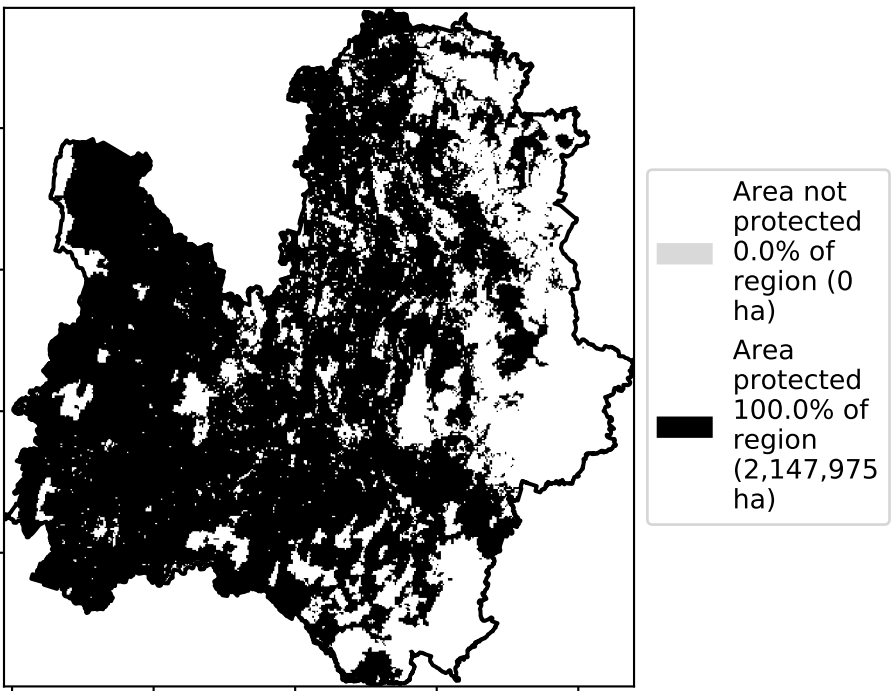 Area not
protected
0.0% of
region (0
ha)
Area
protected
100.0% of
region
(2,147,975
ha)